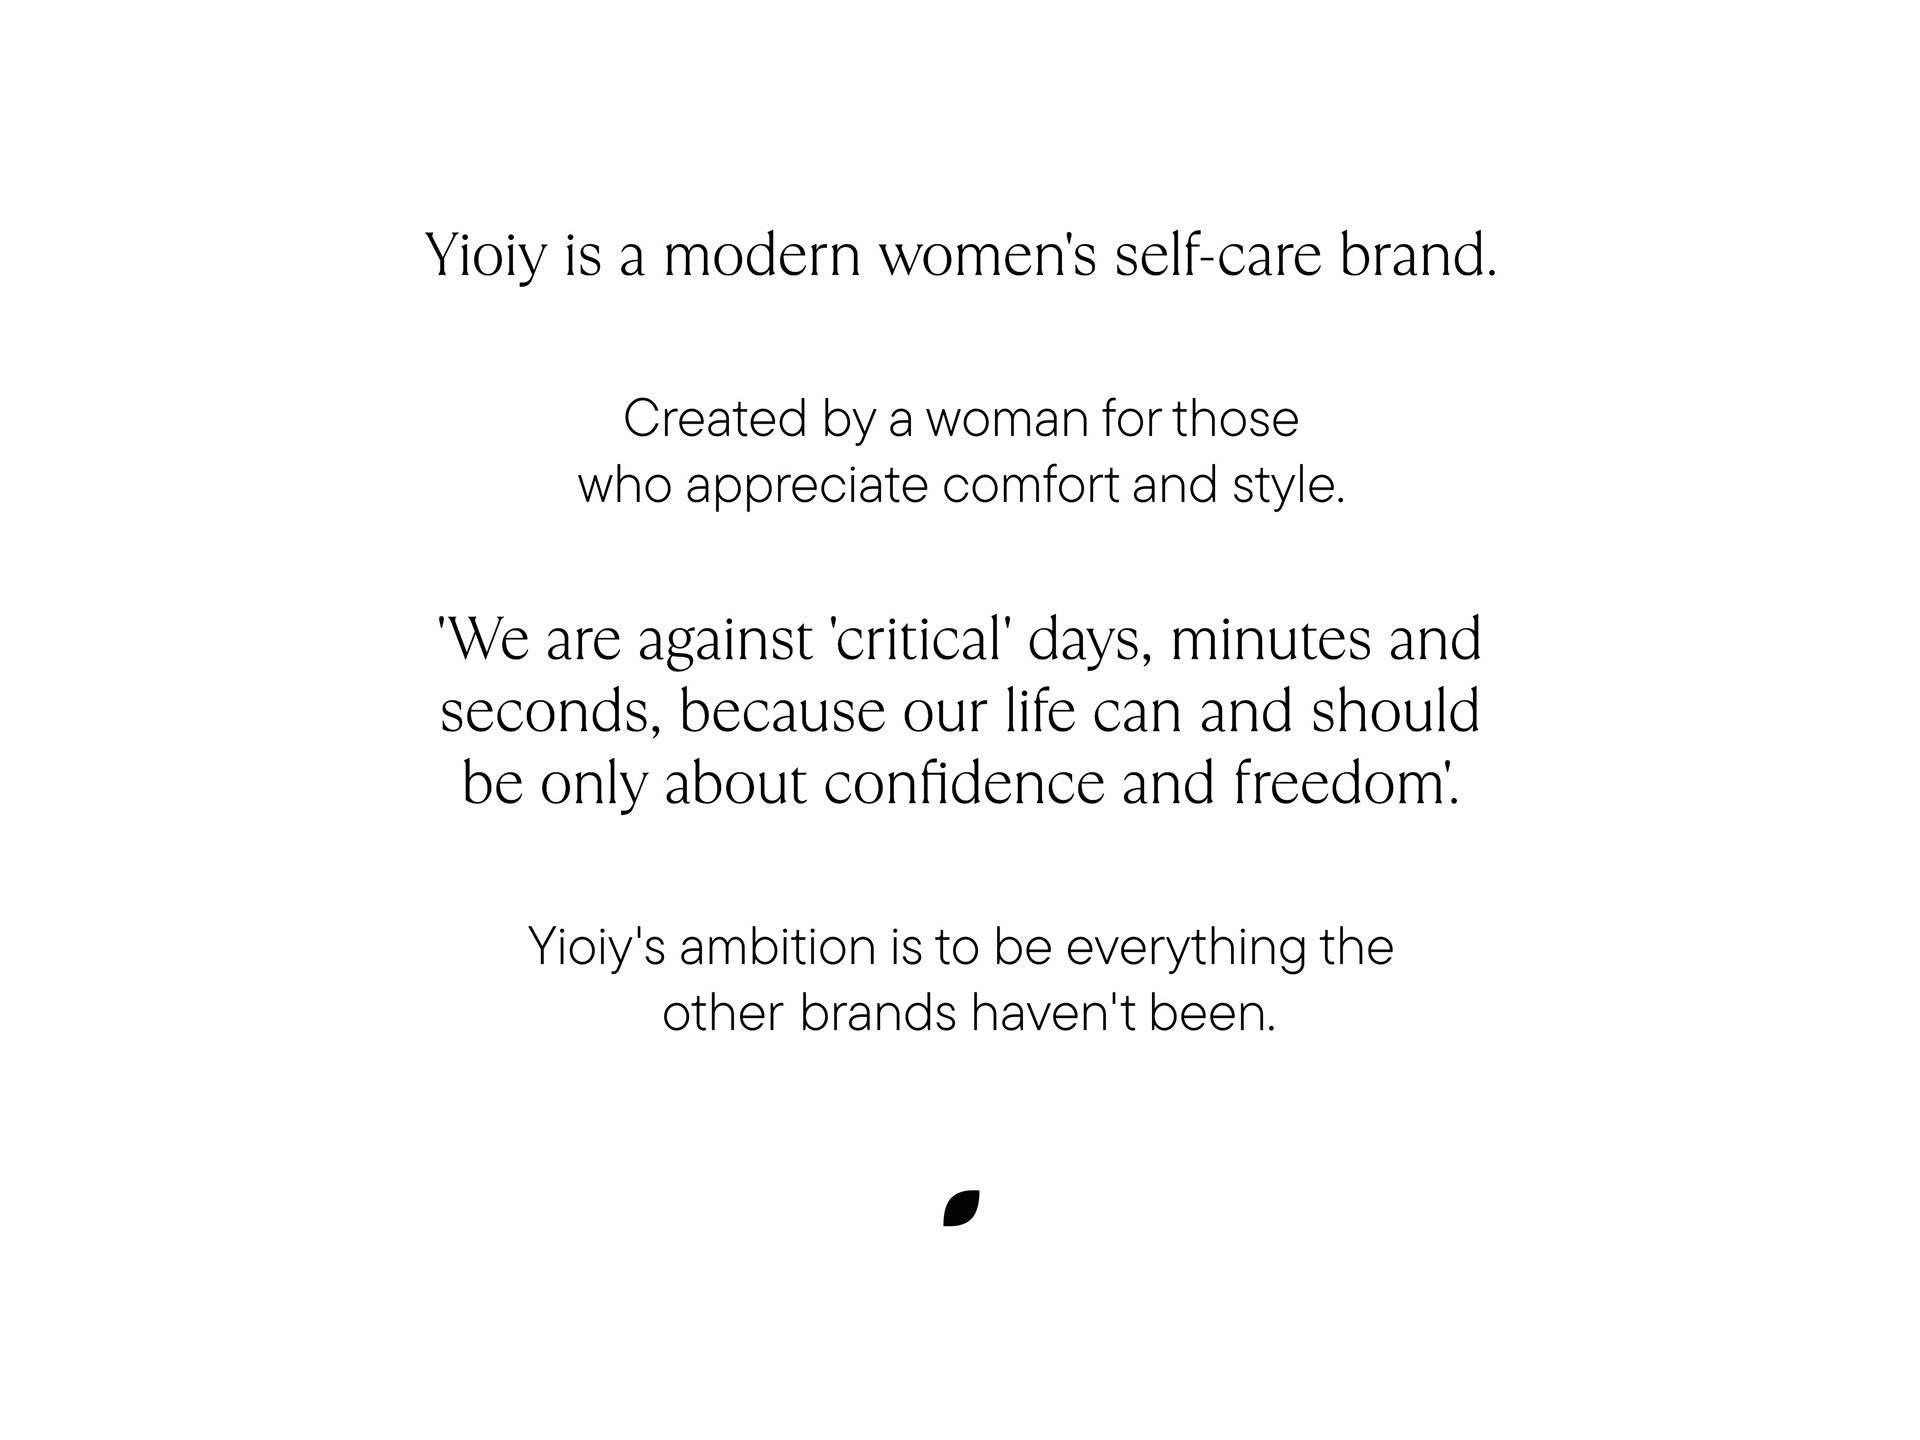 Yioiy is a modern women's self-care brand.
Created by a woman for those
who appreciate comfort and style.
'We are against 'critical' days, minutes and
seconds, because our life can and should
be only about confidence and freedom'.
Yioiy's ambition is to be everything the
other brands haven't been.